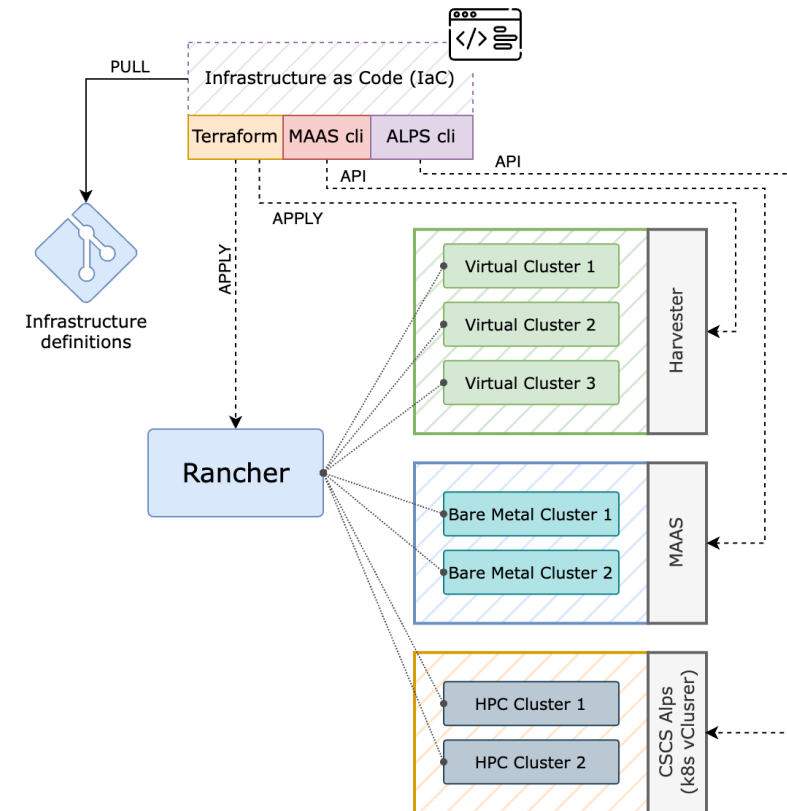 PULL
Infrastructure as Code (IaC)
Terraform
MAAS cli
ALPS cli
API
API
APPLY
APPLY
Infrastructure
definitions
Rancher
Virtual Cluster 1
Virtual Cluster 2
Virtual Cluster 3
Harvester
Bare Metal Cluster 1
Bare Metal Cluster 2
MAAS
HPC Cluster 1
HPC Cluster 2
CSCS Alps
(k8s vClusrer)